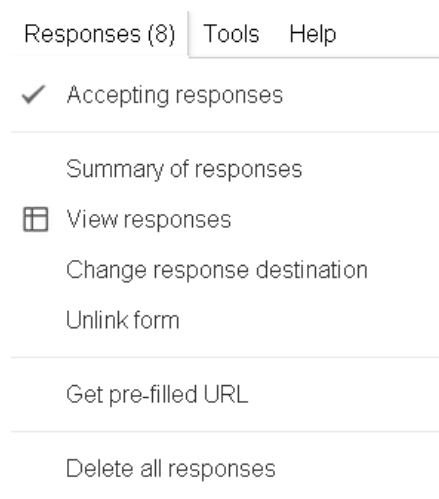 Responses (8) Tools Help
Accepting responses
Summary of responses
View responses
Change response destination
Unlink form
Get pre-filled URL
Delete all responses